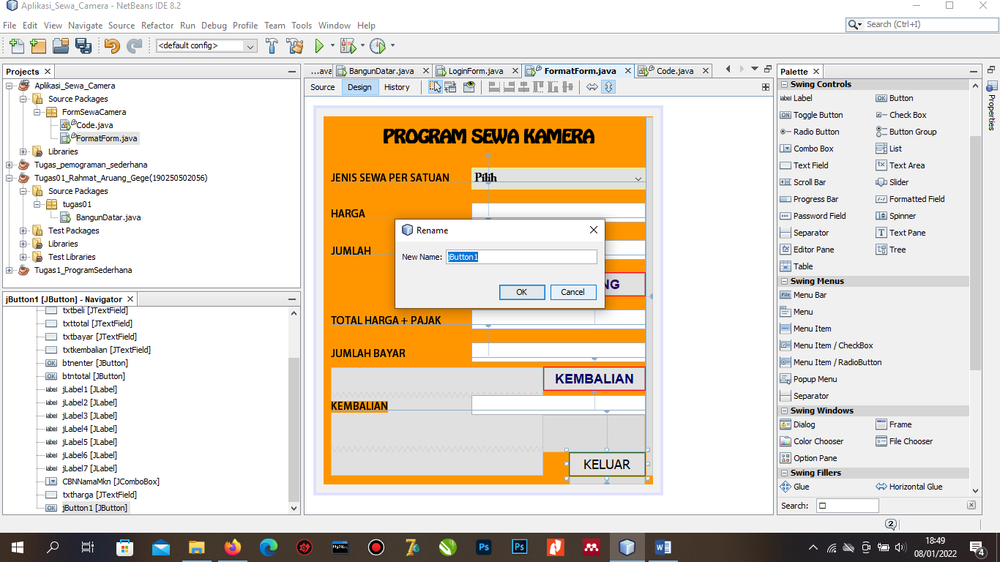 Aplikasi_Sewa_Camera - NetBeans IDE 8.2
File Edit View Navigate Source Refactor Run Debug Profile Team Tools Window Help
Search (Ctrl+I)
<default config>
Projects
Aplikasi_Sewa_Camera
Source Packages
FormSewaCamera
Code.java
FormatForm.java
Libraries
Tugas_pemograman_sederhana
Tugas01_Rahmat_Aruang_Gege(190250502056)
Source Packages
tugas01
BangunDatar.java
Test Packages
Libraries
Test Libraries
Tugas1_ProgramSederhana
jButton1 [JButton] - Navigator
txtbeli [JTextField]
txttotal [JTextField]
txtbayar [JTextField]
txtkembalian [JTextField]
btnenter [JButton]
btntotal [JButton]
jLabel1 [JLabel]
jLabel2 [JLabel]
jLabel3 [JLabel]
jLabel4 [JLabel]
jLabel5 [JLabel]
jLabel6 [JLabel]
jLabel7 [JLabel]
CBNNamaMkn [JComboBox]
txtharga [JTextField]
jButton1 [JButton]
...ava BangunDatar.java LoginForm.java FormatForm.java Code.java
Source Design History
PROGRAM SEWA KAMERA
JENIS SEWA PER SATUAN Pilih
HARGA
JUMLAH
NG
TOTAL HARGA + PAJAK
JUMLAH BAYAR
KEMBALIAN
KEMBALIAN
KELUAR
Rename
New Name: jButton1
OK Cancel
Palette
Swing Controls
Label Button
Toggle Button Check Box
Radio Button Button Group
Combo Box List
Text Field Text Area
Scroll Bar Slider
Progress Bar Formatted Field
Password Field Spinner
Separator Text Pane
Editor Pane Tree
Table
Swing Menus
Menu Bar
Menu
Menu Item
Menu Item / CheckBox
Menu Item / RadioButton
Popup Menu
Separator
Swing Windows
Dialog Frame
Color Chooser File Chooser
Option Pane
Swing Fillers
Glue Horizontal Glue
Search:
Properties
2
18:49
08/01/2022
4